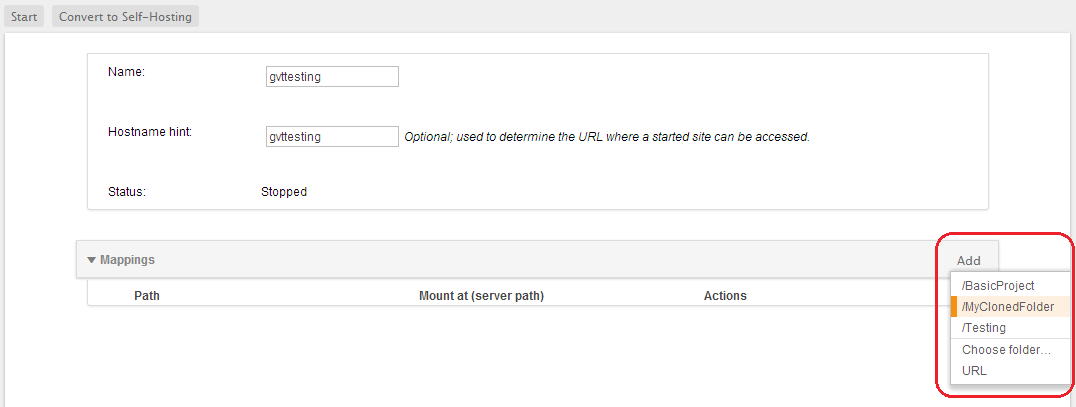 Start Convert to Self-Hosting
Name: gvttesting
Hostname hint: gvttesting Optional; used to determine the URL where a started site can be accessed.
Status: Stopped
Mappings Add
Path Mount at (server path) Actions
/BasicProject
/MyClonedFolder
/Testing
Choose folder...
URL